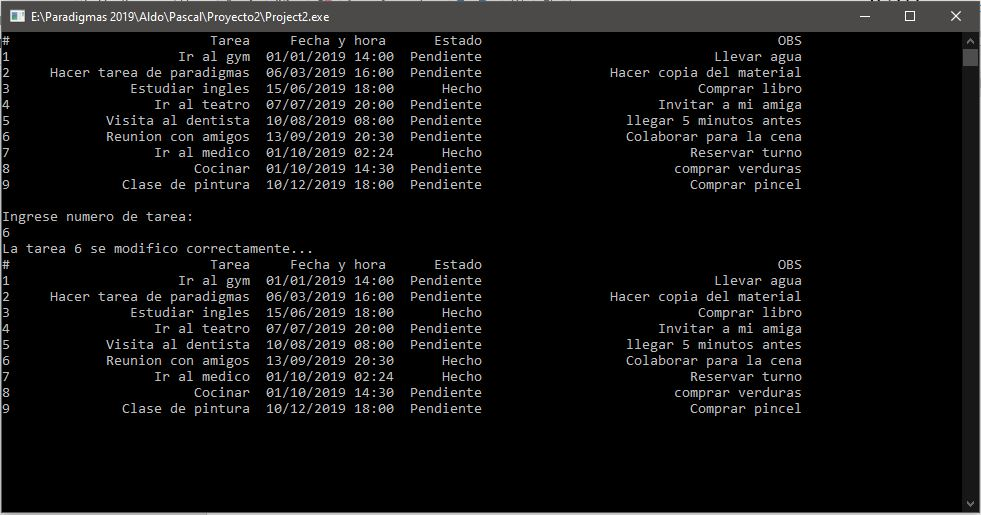 E:\Paradigmas 2019\Aldo\Pascal\Proyecto2\Project2.exe
# Tarea Fecha y hora Estado OBS
1 Ir al gym 01/01/2019 14:00 Pendiente Llevar agua
2 Hacer tarea de paradigmas 06/03/2019 16:00 Pendiente Hacer copia del material
3 Estudiar ingles 15/06/2019 18:00 Hecho Comprar libro
4 Ir al teatro 07/07/2019 20:00 Pendiente Invitar a mi amiga
5 Visita al dentista 10/08/2019 08:00 Pendiente llegar 5 minutos antes
6 Reunion con amigos 13/09/2019 20:30 Pendiente Colaborar para la cena
7 Ir al medico 01/10/2019 02:24 Hecho Reservar turno
8 Cocinar 01/10/2019 14:30 Pendiente comprar verduras
9 Clase de pintura 10/12/2019 18:00 Pendiente Comprar pincel
Ingrese numero de tarea:
6
La tarea 6 se modifico correctamente...
# Tarea Fecha y hora Estado OBS
1 Ir al gym 01/01/2019 14:00 Pendiente Llevar agua
2 Hacer tarea de paradigmas 06/03/2019 16:00 Pendiente Hacer copia del material
3 Estudiar ingles 15/06/2019 18:00 Hecho Comprar libro
4 Ir al teatro 07/07/2019 20:00 Pendiente Invitar a mi amiga
5 Visita al dentista 10/08/2019 08:00 Pendiente llegar 5 minutos antes
6 Reunion con amigos 13/09/2019 20:30 Hecho Colaborar para la cena
7 Ir al medico 01/10/2019 02:24 Hecho Reservar turno
8 Cocinar 01/10/2019 14:30 Pendiente comprar verduras
9 Clase de pintura 10/12/2019 18:00 Pendiente Comprar pincel